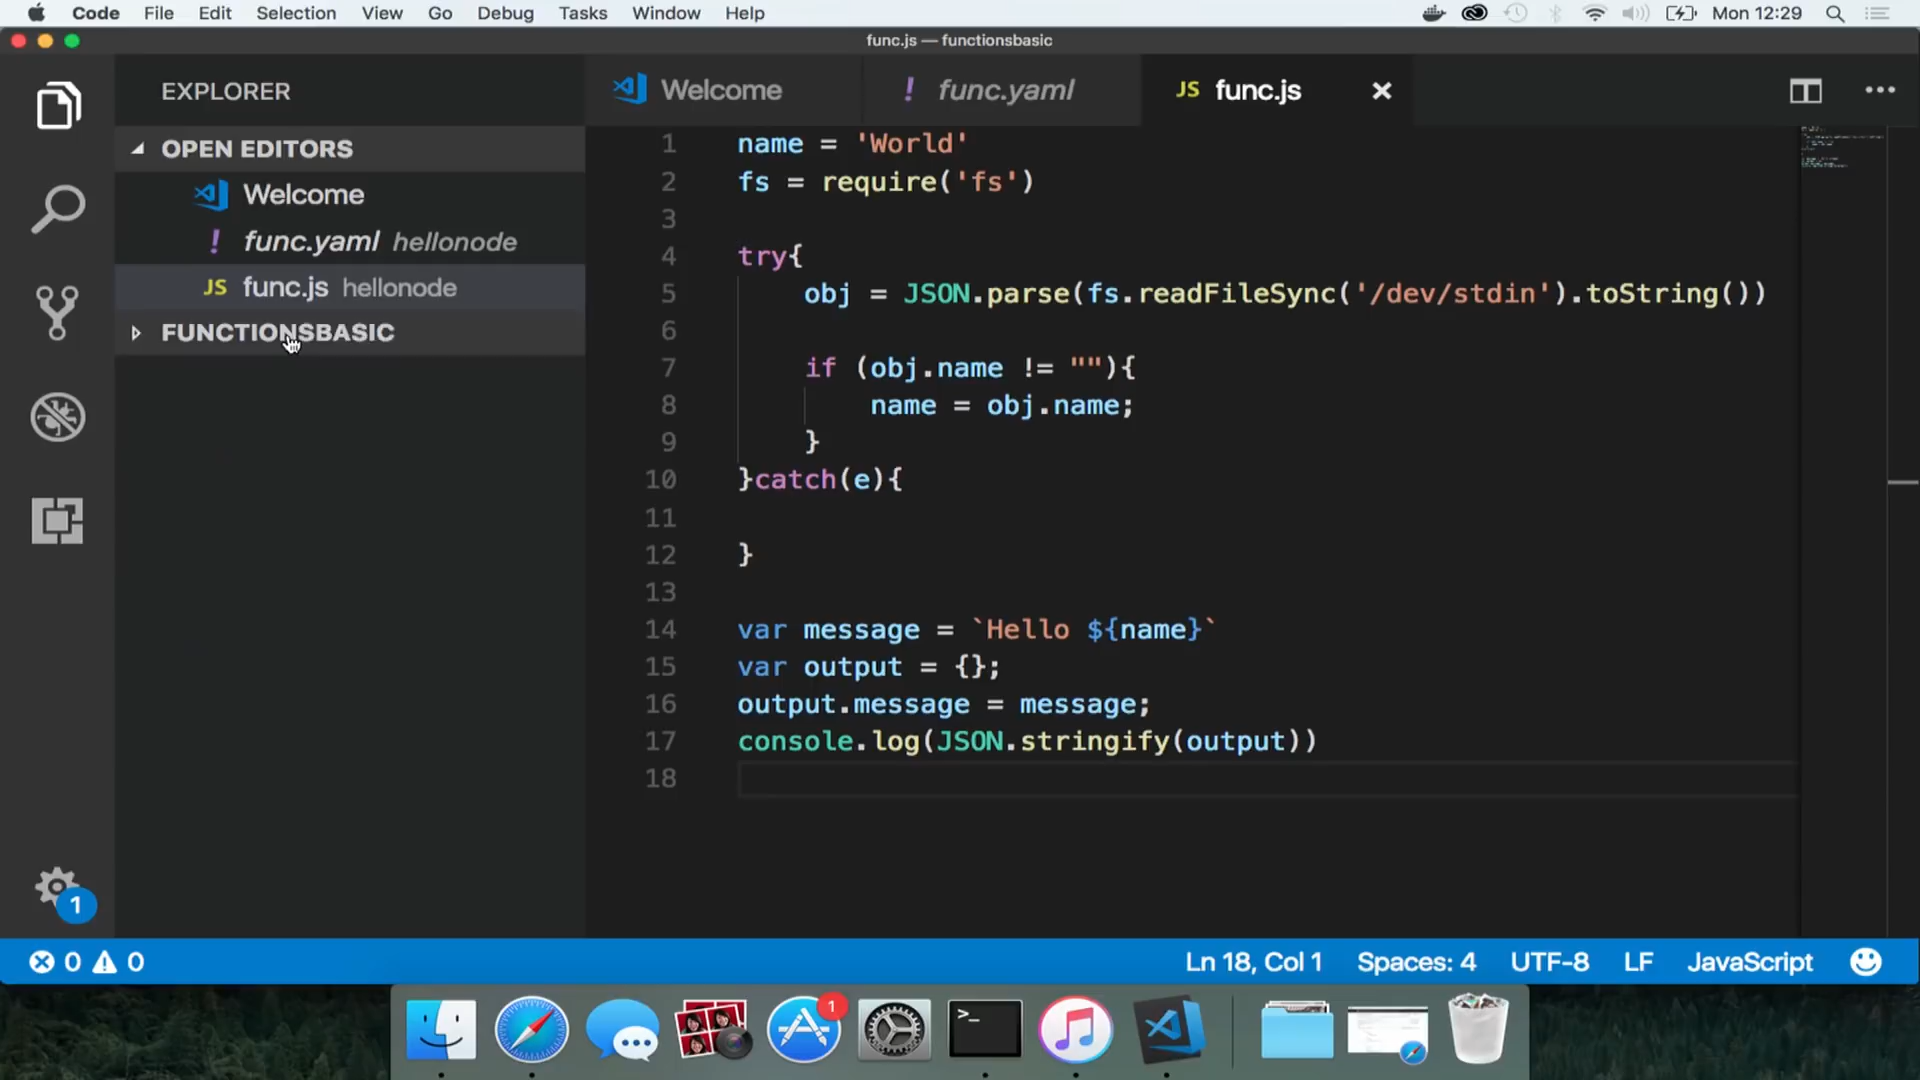 Code File Edit Selection View Go Debug Tasks Window Help Mon 12:29
func.js — functionsbasic
EXPLORER
OPEN EDITORS
Welcome
! func.yaml hellonode
JS func.js hellonode
FUNCTIONSBASIC
1
Welcome ! func.yaml JS func.js
1 name = 'World'
2 fs = require('fs')
3
4 try{
5 obj = JSON.parse(fs.readFileSync('/dev/stdin').toString())
6
7 if (obj.name != ""){
8 name = obj.name;
9 }
10 }catch(e){
11
12 }
13
14 var message = `Hello ${name}`
15 var output = {};
16 output.message = message;
17 console.log(JSON.stringify(output))
18
0 0 Ln 18, Col 1 Spaces: 4 UTF-8 LF JavaScript
1
>_